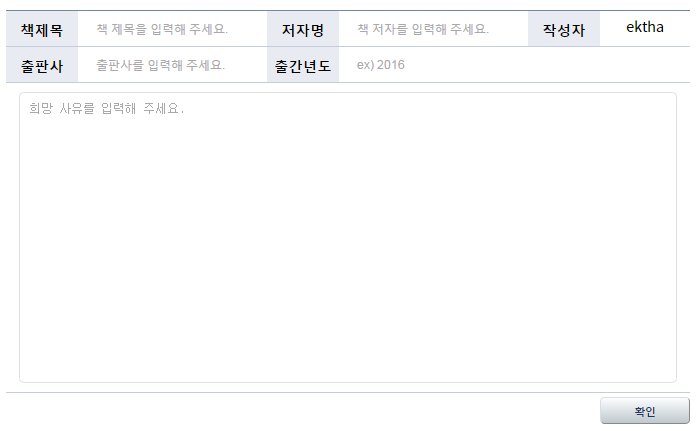 책제목 책 제목을 입력해 주세요. 저자명 책 저자를 입력해 주세요. 작성자 ektha
출판사 출판사를 입력해 주세요. 출간년도 ex) 2016
희망 사유를 입력해 주세요.
확인